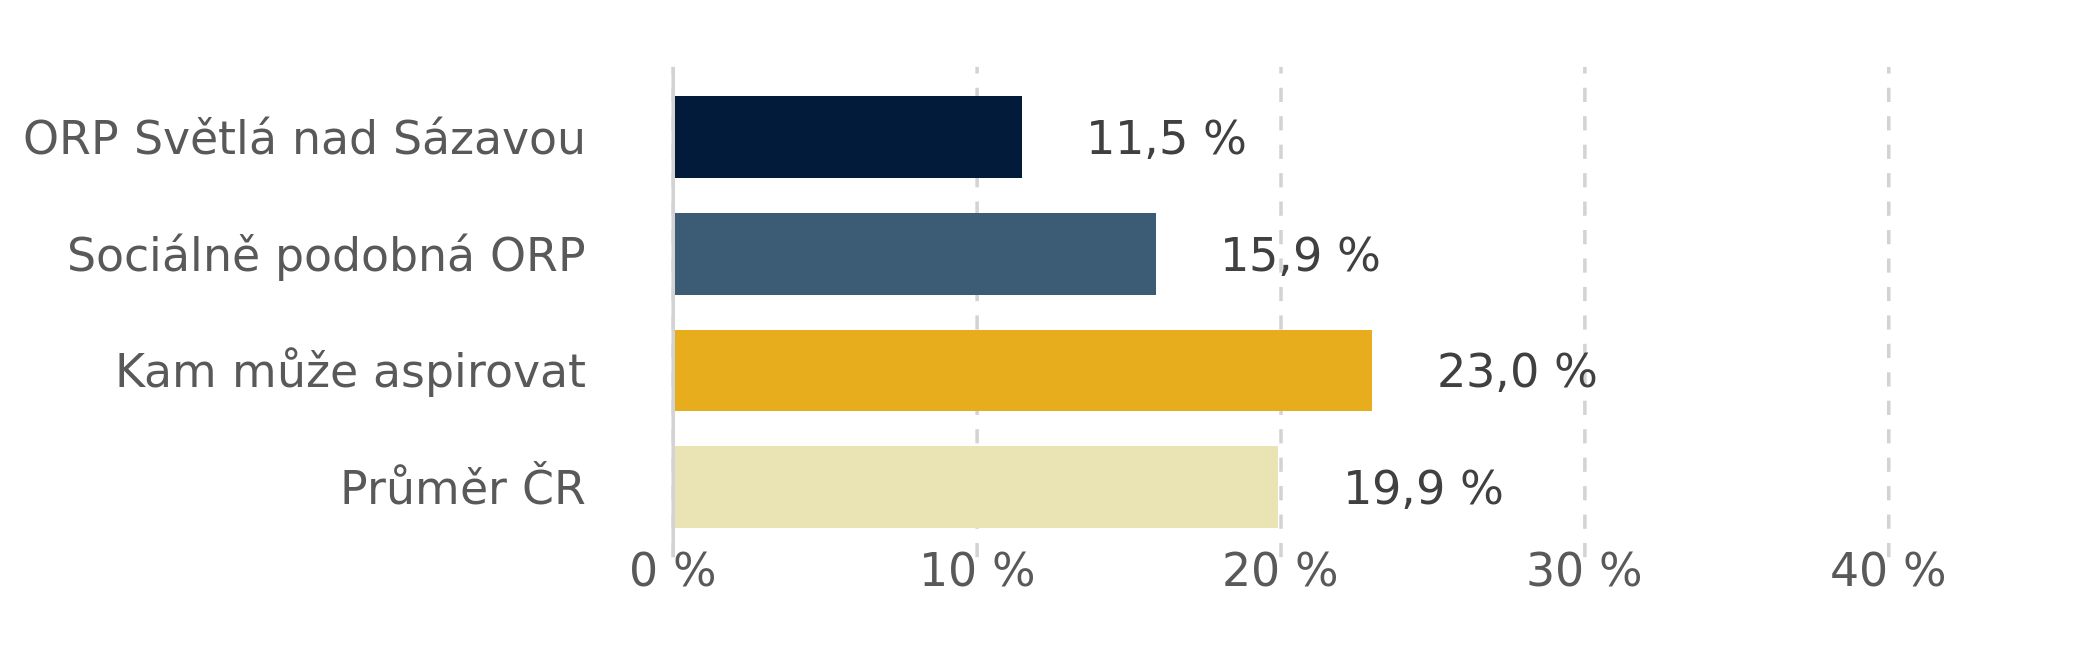 ORP Světlá nad Sázavou 11,5 %
Sociálně podobná ORP 15,9 %
Kam může aspirovat 23,0 %
Průměr ČR 19,9 %
0 % 10 % 20 % 30 % 40 %